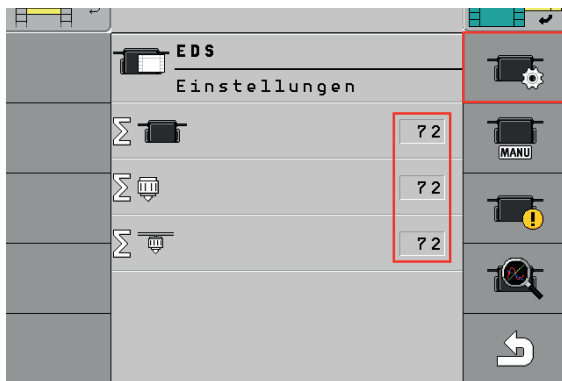 EDS
Einstellungen
Σ 72
MANU
Σ 72
Σ 72